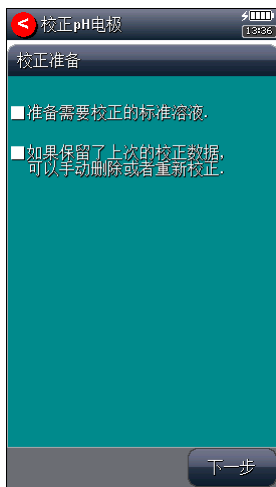 校正pH电极
13:36
校正准备
准备需要校正的标准溶液.
如果保留了上次的校正数据,
可以手动删除或者重新校正.
下一步